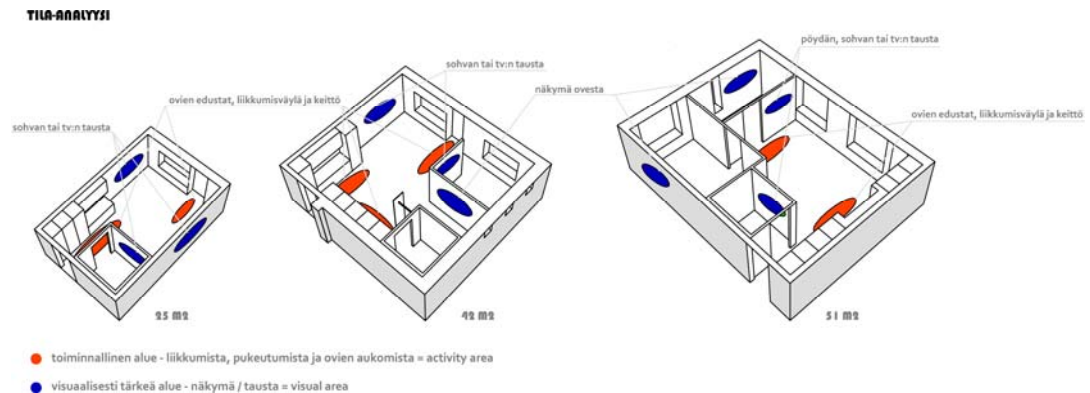 TILA-ANALYYSI
pöydän, sohvan tai tv:n tausta
sohvan tai tv:n tausta
näkymä ovesta
ovien edustat, liikkumisväylä ja keittö
ovien edustat, liikkumisväylä ja keittö
sohvan tai tv:n tausta
25 m2
42 m2
51 m2
toiminnallinen alue - liikkumista, pukeutumista ja ovien aukomista = activity area
visuaalisesti tärkeä alue - näkymä / tausta = visual area